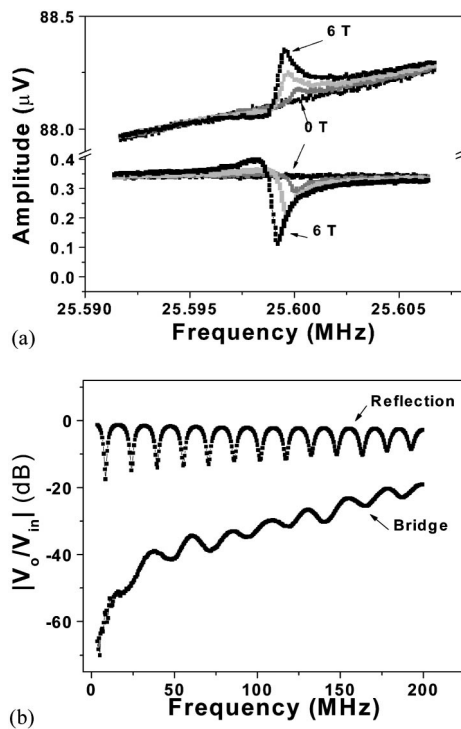 88.5
88.0
0.4
0.3
0.2
0.1
0.0
Amplitude (μV)
6 T
0 T
6 T
25.590 25.595 25.600 25.605
Frequency (MHz)
(a)
0
-20
-40
-60
|Vo/Vin| (dB)
Reflection
Bridge
0 50 100 150 200
Frequency (MHz)
(b)